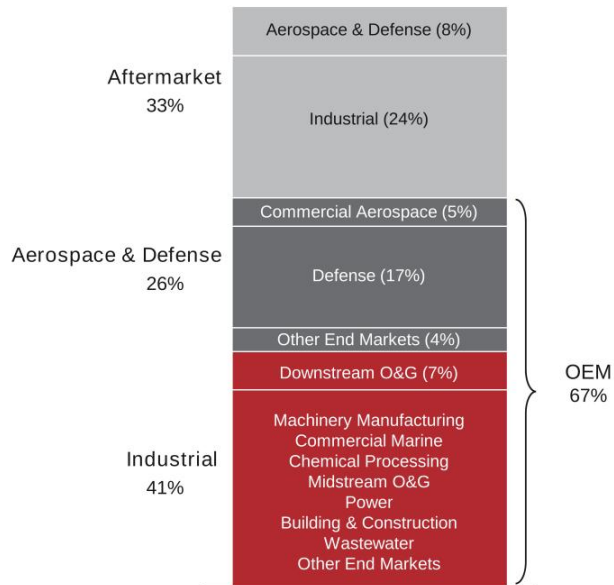 Aerospace & Defense (8%)
Aftermarket
33%
Industrial (24%)
Commercial Aerospace (5%)
Aerospace & Defense
26%
Defense (17%)
Other End Markets (4%)
Downstream O&G (7%)
OEM
67%
Industrial
41%
Machinery Manufacturing
Commercial Marine
Chemical Processing
Midstream O&G
Power
Building & Construction
Wastewater
Other End Markets